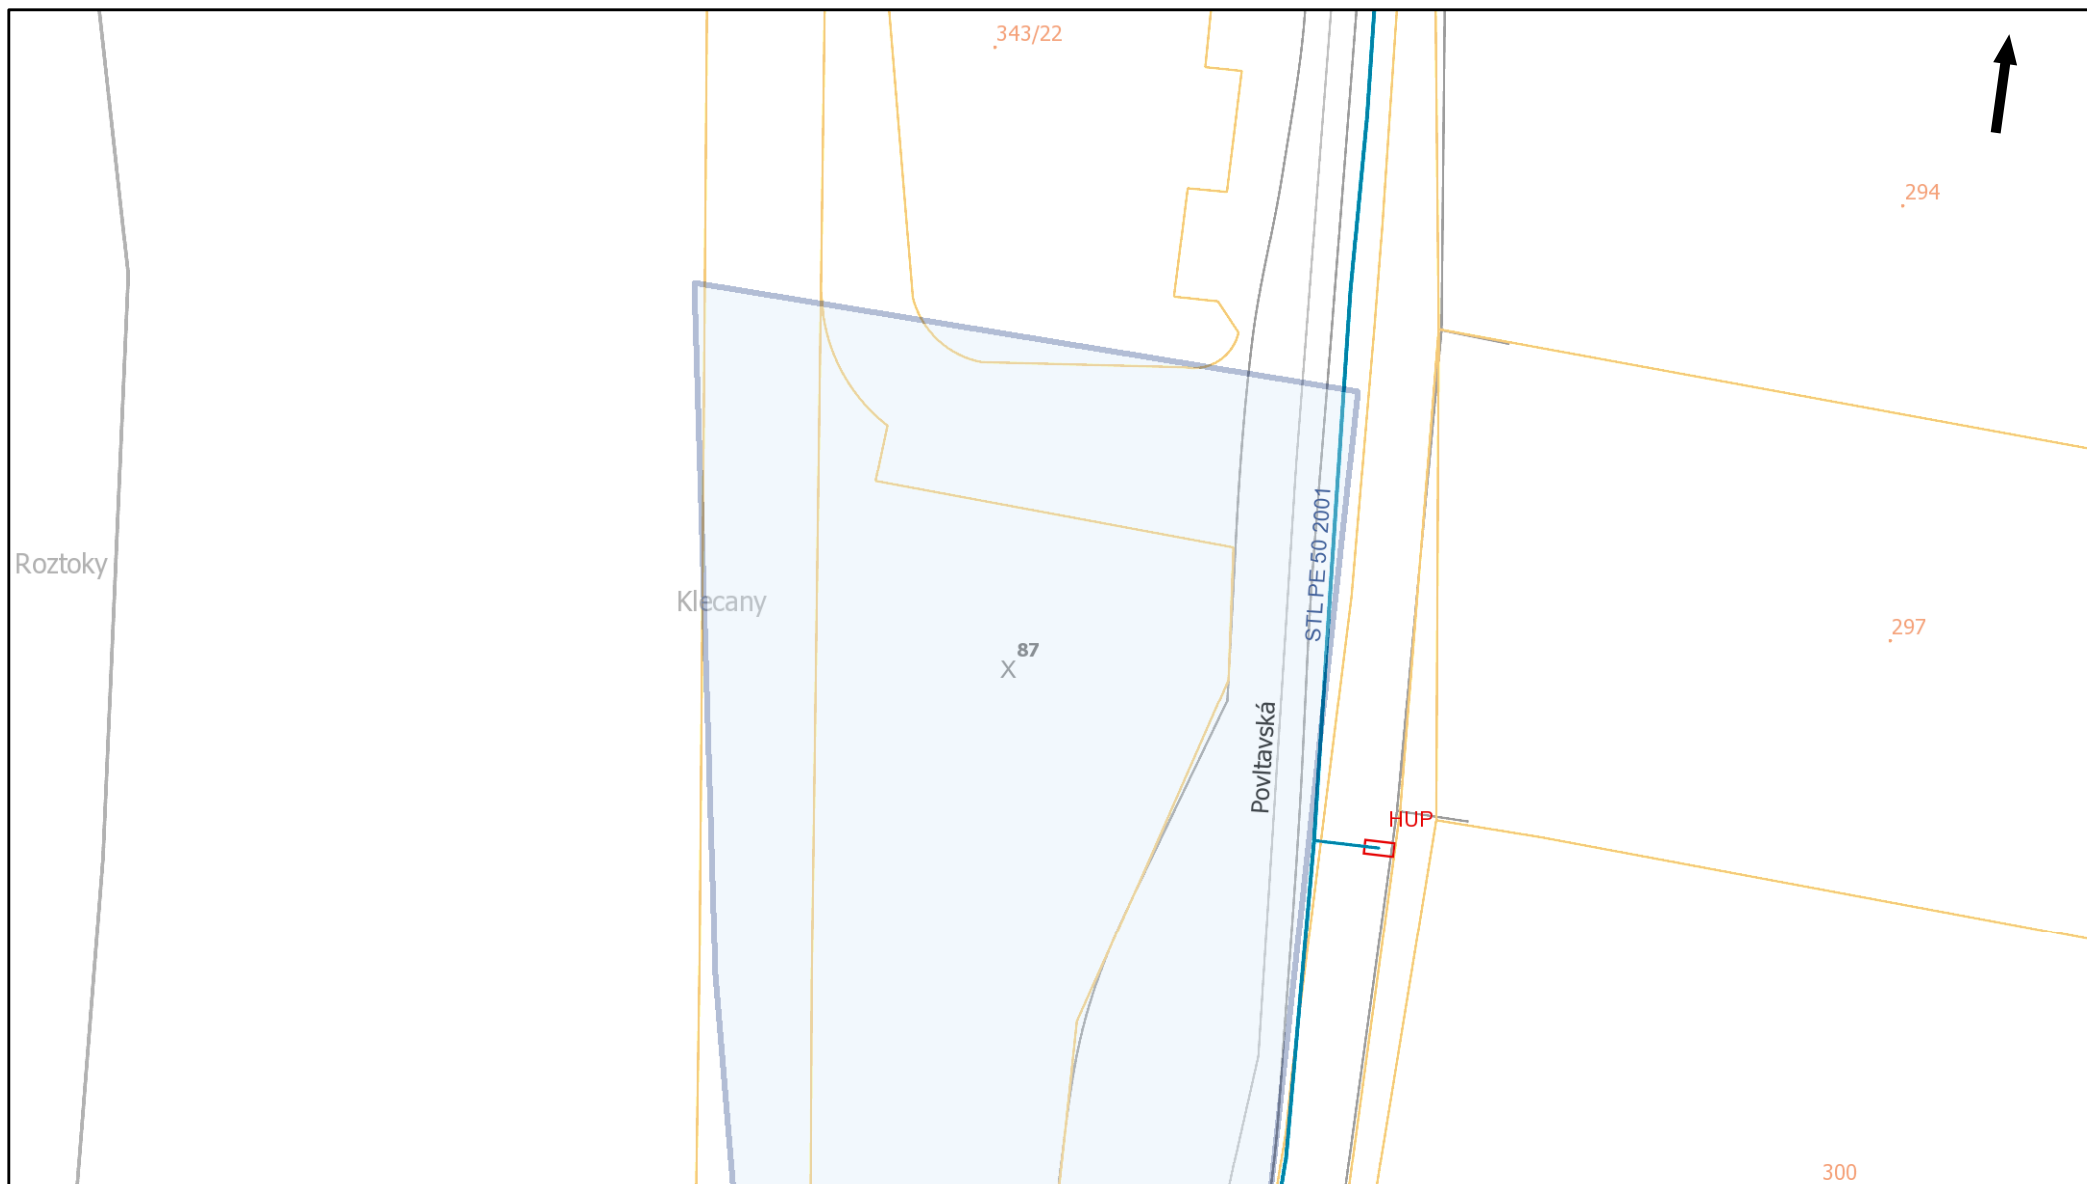 343/22
294
STL PE 50 2001
Roztoky
Klecany
297
87
X
Povltavská
HUP
300